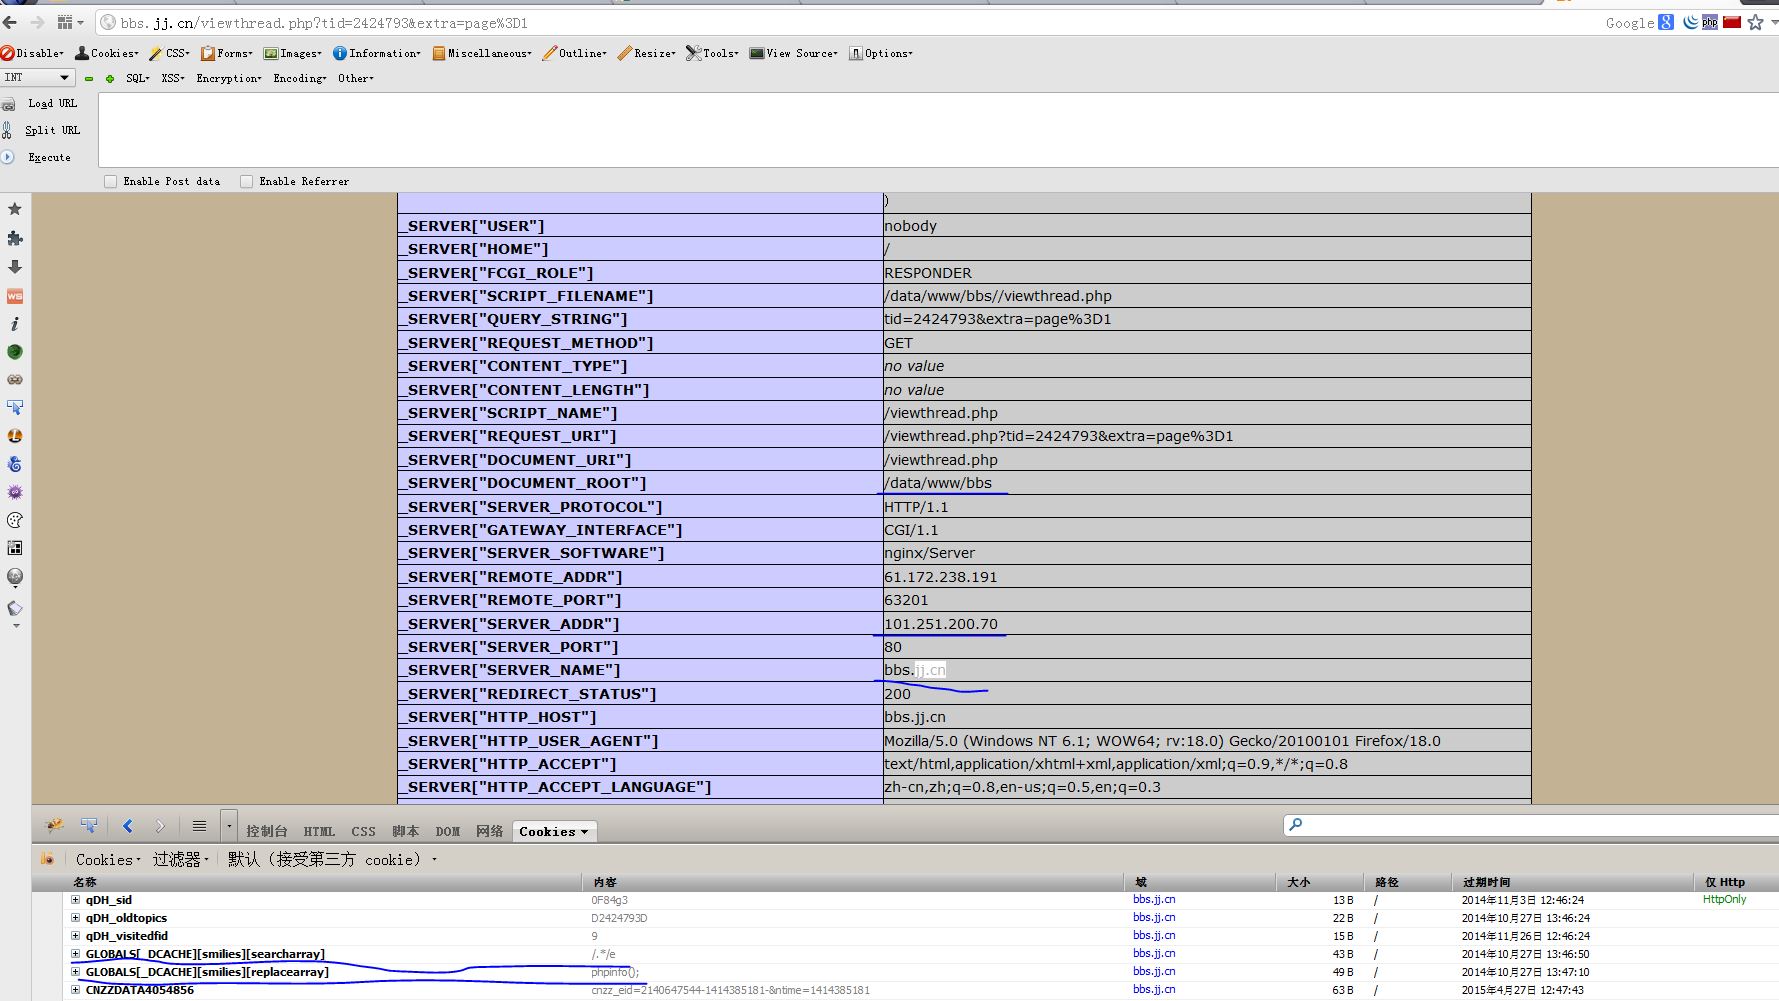 bbs.jj.cn/viewthread.php?tid=2424793&extra=page%3D1
Google 8 php
Disable Cookies CSS Forms Images Information Miscellaneous Outline Resize Tools View Source Options
INT SQL XSS Encryption Encoding Other
Load URL
Split URL
Execute
Enable Post data Enable Referrer
)
_SERVER["USER"] nobody
_SERVER["HOME"] /
_SERVER["FCGI_ROLE"] RESPONDER
_SERVER["SCRIPT_FILENAME"] /data/www/bbs//viewthread.php
_SERVER["QUERY_STRING"] tid=2424793&extra=page%3D1
_SERVER["REQUEST_METHOD"] GET
_SERVER["CONTENT_TYPE"] no value
_SERVER["CONTENT_LENGTH"] no value
_SERVER["SCRIPT_NAME"] /viewthread.php
_SERVER["REQUEST_URI"] /viewthread.php?tid=2424793&extra=page%3D1
_SERVER["DOCUMENT_URI"] /viewthread.php
_SERVER["DOCUMENT_ROOT"] /data/www/bbs
_SERVER["SERVER_PROTOCOL"] HTTP/1.1
_SERVER["GATEWAY_INTERFACE"] CGI/1.1
_SERVER["SERVER_SOFTWARE"] nginx/Server
_SERVER["REMOTE_ADDR"] 61.172.238.191
_SERVER["REMOTE_PORT"] 63201
_SERVER["SERVER_ADDR"] 101.251.200.70
_SERVER["SERVER_PORT"] 80
_SERVER["SERVER_NAME"] bbs.jj.cn
_SERVER["REDIRECT_STATUS"] 200
_SERVER["HTTP_HOST"] bbs.jj.cn
_SERVER["HTTP_USER_AGENT"] Mozilla/5.0 (Windows NT 6.1; WOW64; rv:18.0) Gecko/20100101 Firefox/18.0
_SERVER["HTTP_ACCEPT"] text/html,application/xhtml+xml,application/xml;q=0.9,*/*;q=0.8
_SERVER["HTTP_ACCEPT_LANGUAGE"] zh-cn,zh;q=0.8,en-us;q=0.5,en;q=0.3
控制台 HTML CSS 脚本 DOM 网络 Cookies
Cookies 过滤器 默认（接受第三方 cookie）
名称 内容 域 大小 路径 过期时间 仅 Http
qDH_sid 0F84g3 bbs.jj.cn 13 B / 2014年11月3日 12:46:24 HttpOnly
qDH_oldtopics D2424793D bbs.jj.cn 22 B / 2014年10月27日 13:46:24
qDH_visitedfid 9 bbs.jj.cn 15 B / 2014年11月26日 12:46:24
GLOBALS[_DCACHE][smilies][searcharray] /.*/e bbs.jj.cn 43 B / 2014年10月27日 13:46:50
GLOBALS[_DCACHE][smilies][replacearray] phpinfo(); bbs.jj.cn 49 B / 2014年10月27日 13:47:10
CNZZDATA4054856 cnzz_eid=2140647544-1414385181-&ntime=1414385181 bbs.jj.cn 63 B / 2015年4月27日 12:47:43